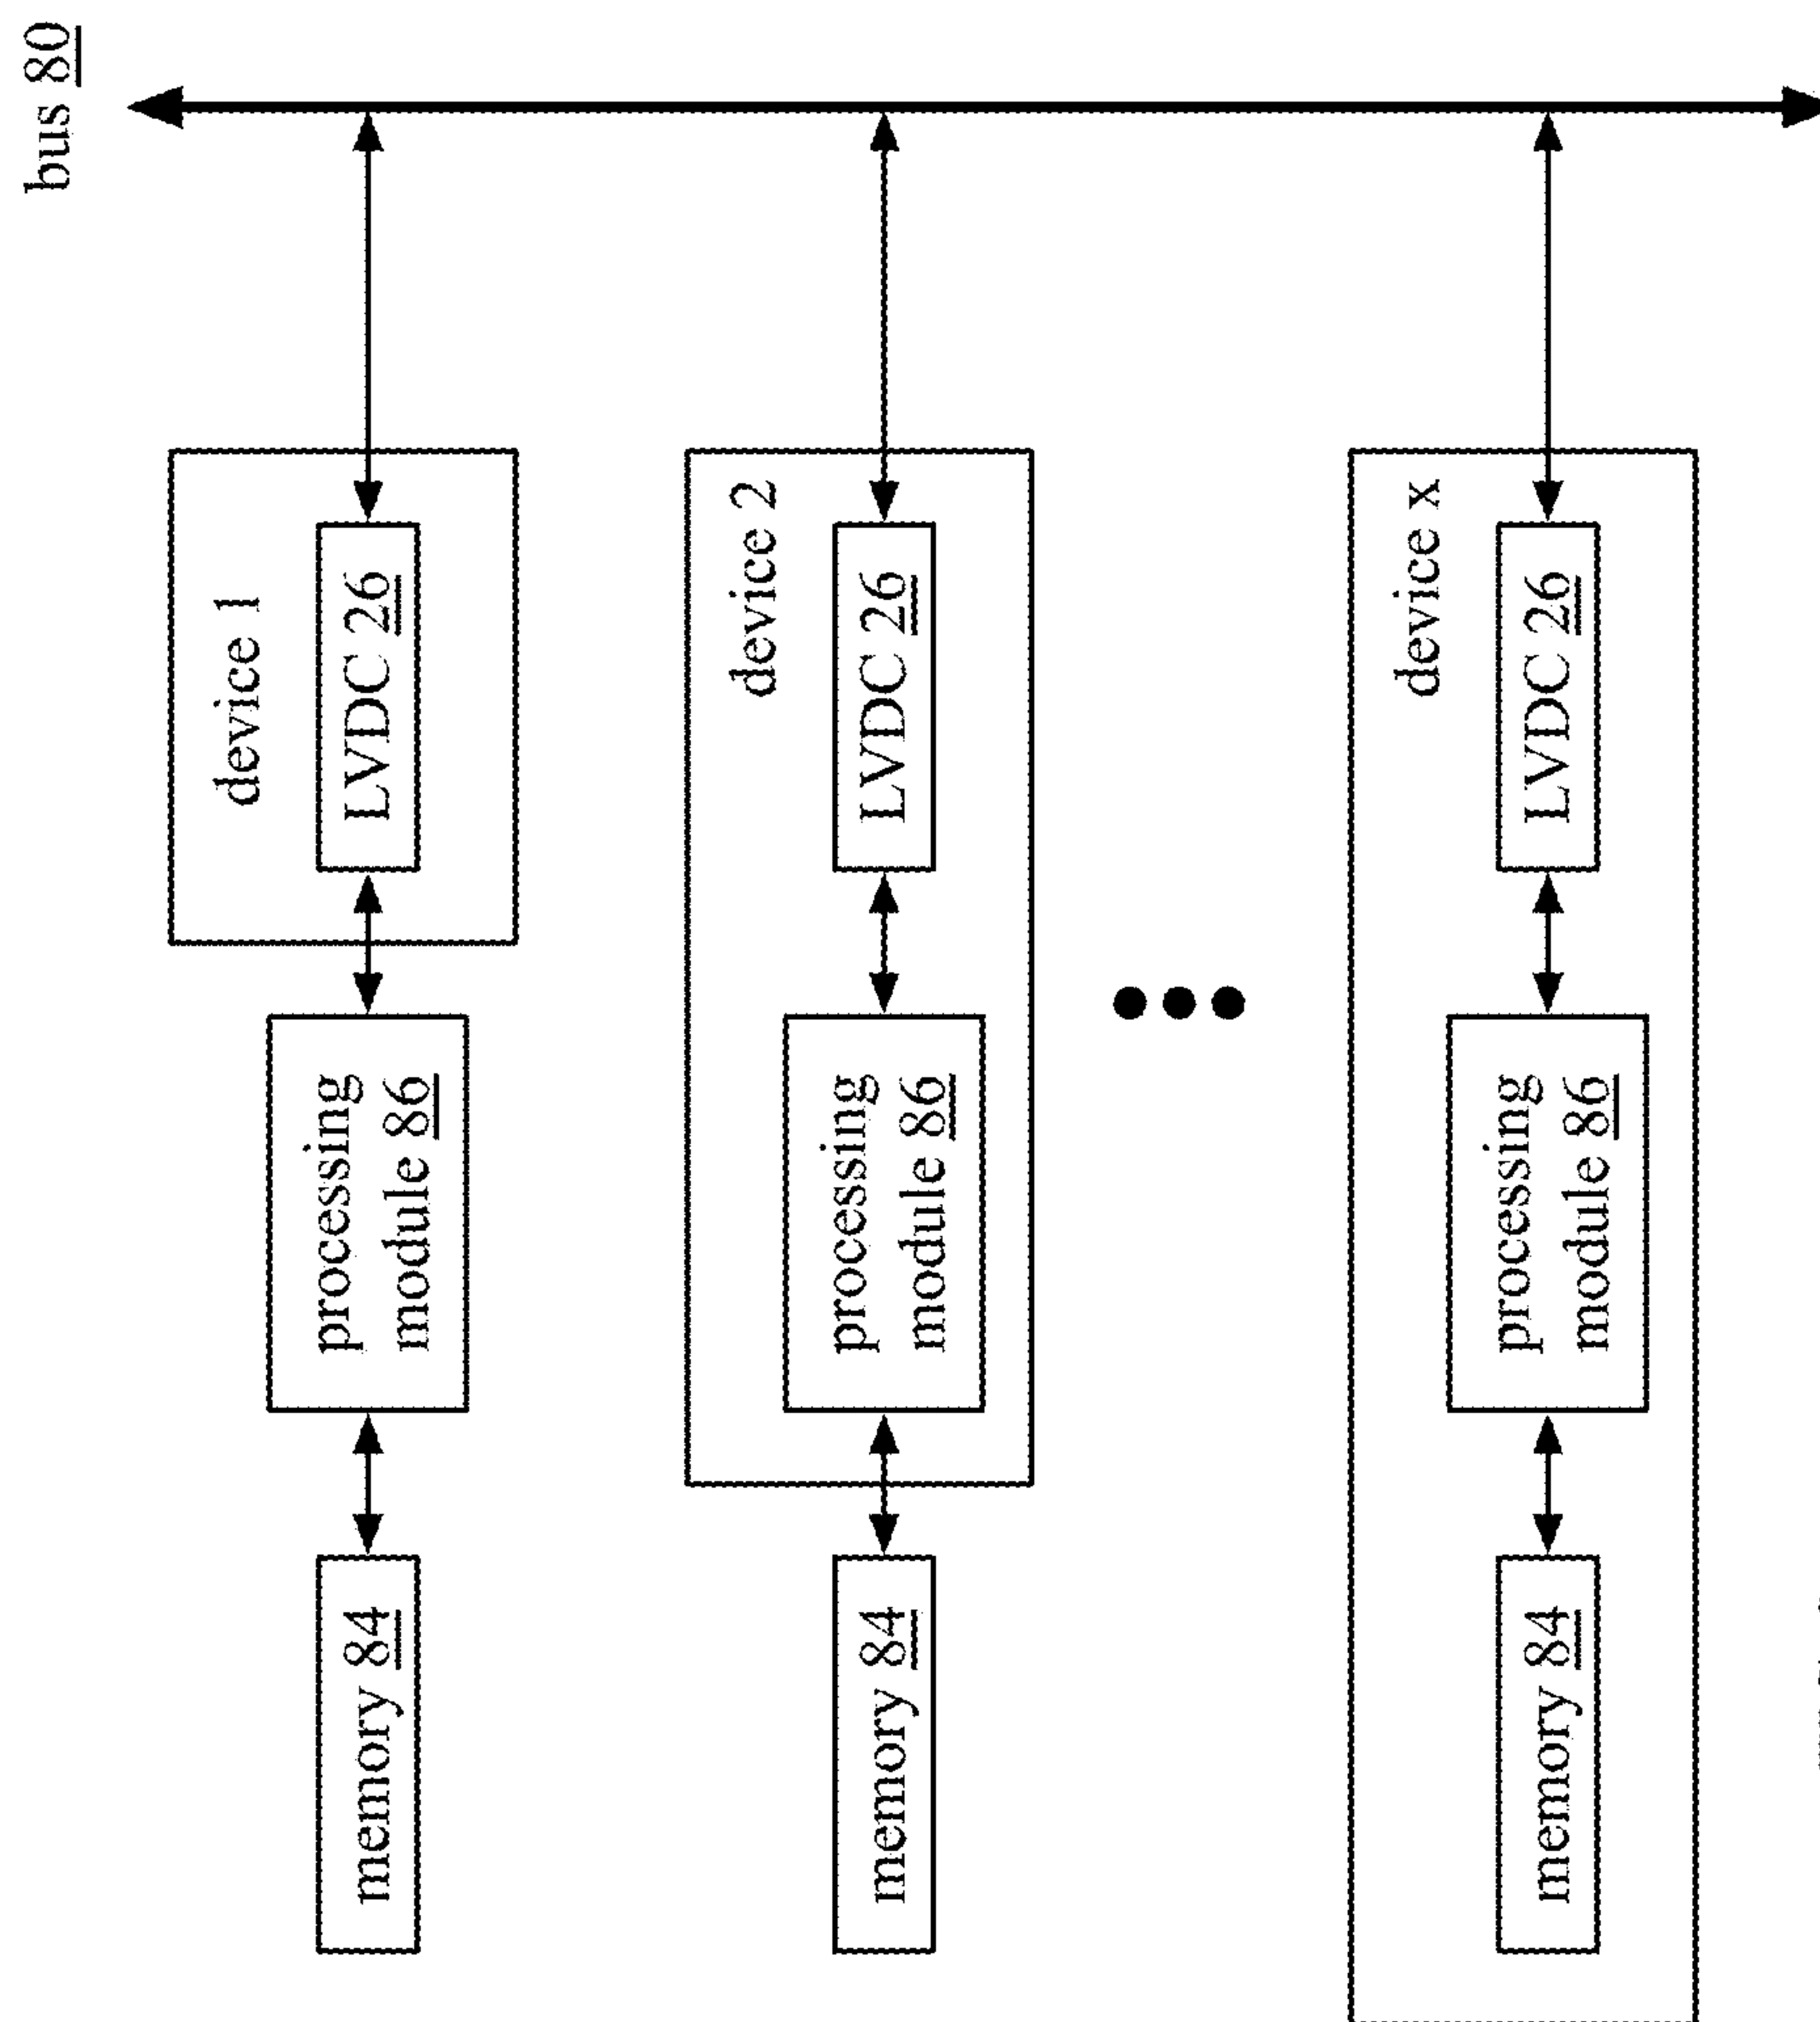 bus 80
device 1
memory 84
processing
module 86
LVDC 26
device 2
memory 84
processing
module 86
LVDC 26
device x
memory 84
processing
module 86
LVDC 26